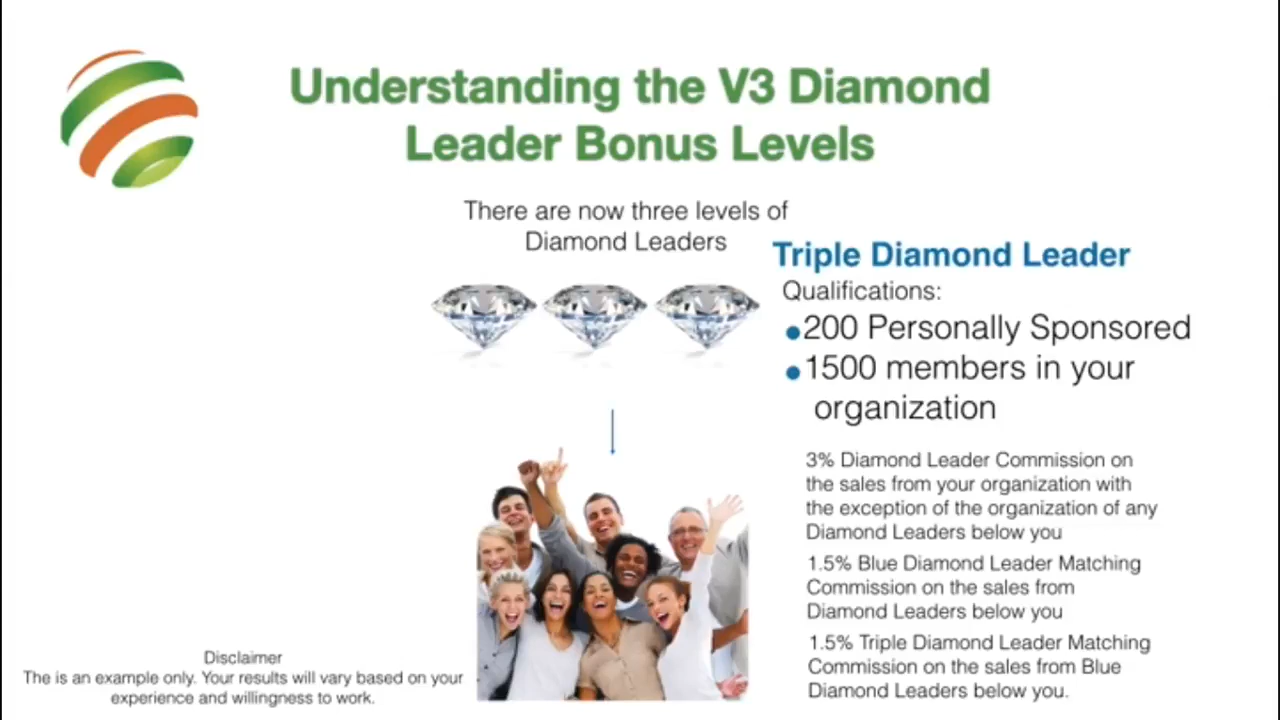 Understanding the V3 Diamond
Leader Bonus Levels
There are now three levels of
Diamond Leaders
Triple Diamond Leader
Qualifications:
•200 Personally Sponsored
•1500 members in your
organization
3% Diamond Leader Commission on
the sales from your organization with
the exception of the organization of any
Diamond Leaders below you
1.5% Blue Diamond Leader Matching
Commission on the sales from
Diamond Leaders below you
1.5% Triple Diamond Leader Matching
Commission on the sales from Blue
Diamond Leaders below you.
Disclaimer
The is an example only. Your results will vary based on your
experience and willingness to work.